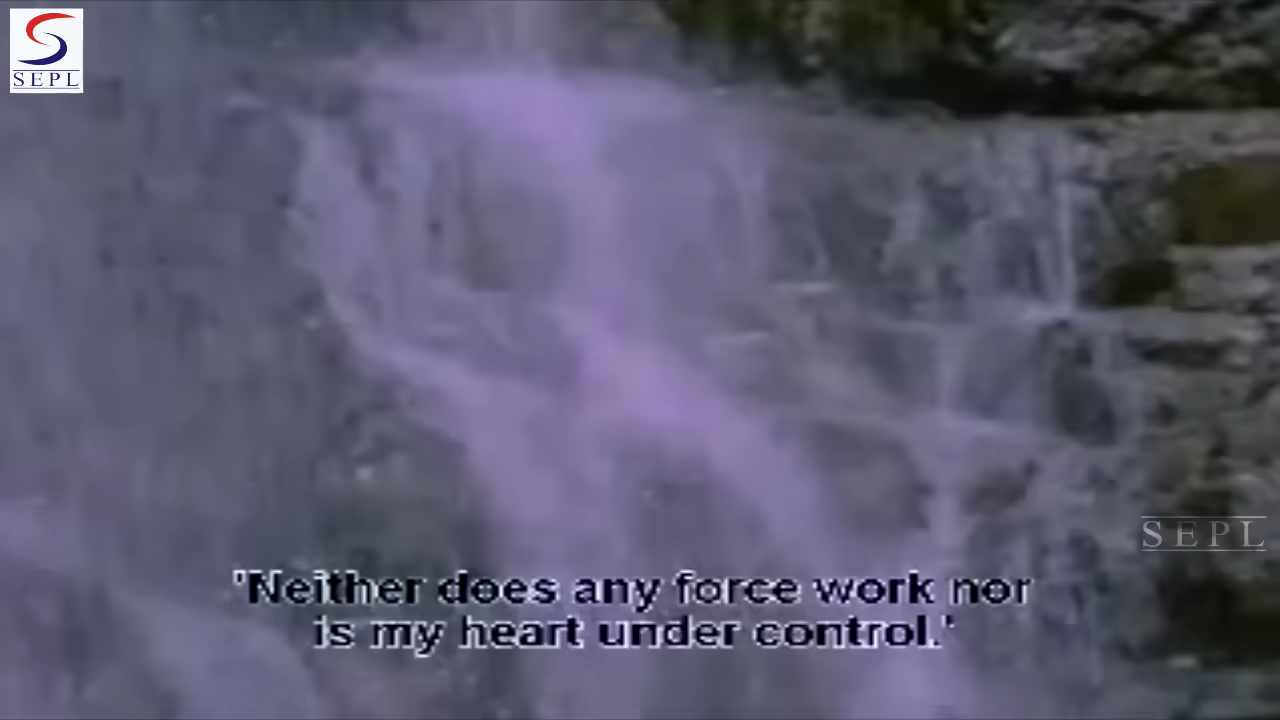 SEPL
SEPL
'Neither does any force work nor
is my heart under control.'